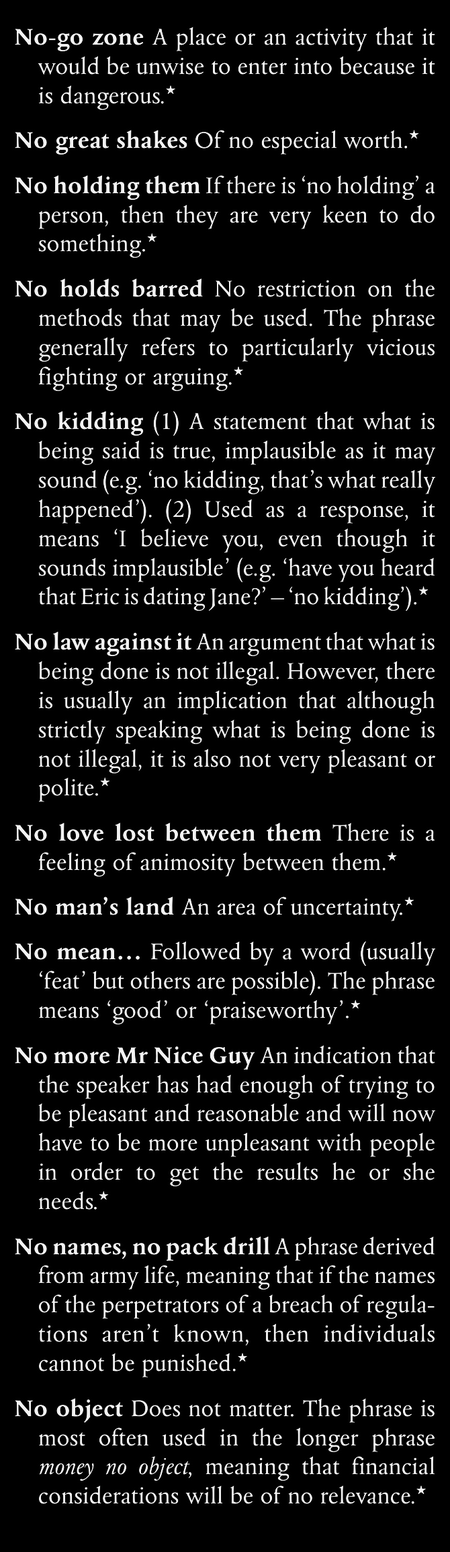 No-go zone A place or an activity that it
would be unwise to enter into because it
is dangerous.★
No great shakes Of no especial worth.★
No holding them If there is ‘no holding’ a
person, then they are very keen to do
something.★
No holds barred No restriction on the
methods that may be used. The phrase
generally refers to particularly vicious
fighting or arguing.★
No kidding (1) A statement that what is
being said is true, implausible as it may
sound (e.g. ‘no kidding, that’s what really
happened’). (2) Used as a response, it
means ‘I believe you, even though it
sounds implausible’ (e.g. ‘have you heard
that Eric is dating Jane?’ – ‘no kidding’).★
No law against it An argument that what is
being done is not illegal. However, there
is usually an implication that although
strictly speaking what is being done is
not illegal, it is also not very pleasant or
polite.★
No love lost between them There is a
feeling of animosity between them.★
No man’s land An area of uncertainty.★
No mean… Followed by a word (usually
‘feat’ but others are possible). The phrase
means ‘good’ or ‘praiseworthy’.★
No more Mr Nice Guy An indication that
the speaker has had enough of trying to
be pleasant and reasonable and will now
have to be more unpleasant with people
in order to get the results he or she
needs.★
No names, no pack drill A phrase derived
from army life, meaning that if the names
of the perpetrators of a breach of regula-
tions aren’t known, then individuals
cannot be punished.★
No object Does not matter. The phrase is
most often used in the longer phrase
money no object, meaning that financial
considerations will be of no relevance.★